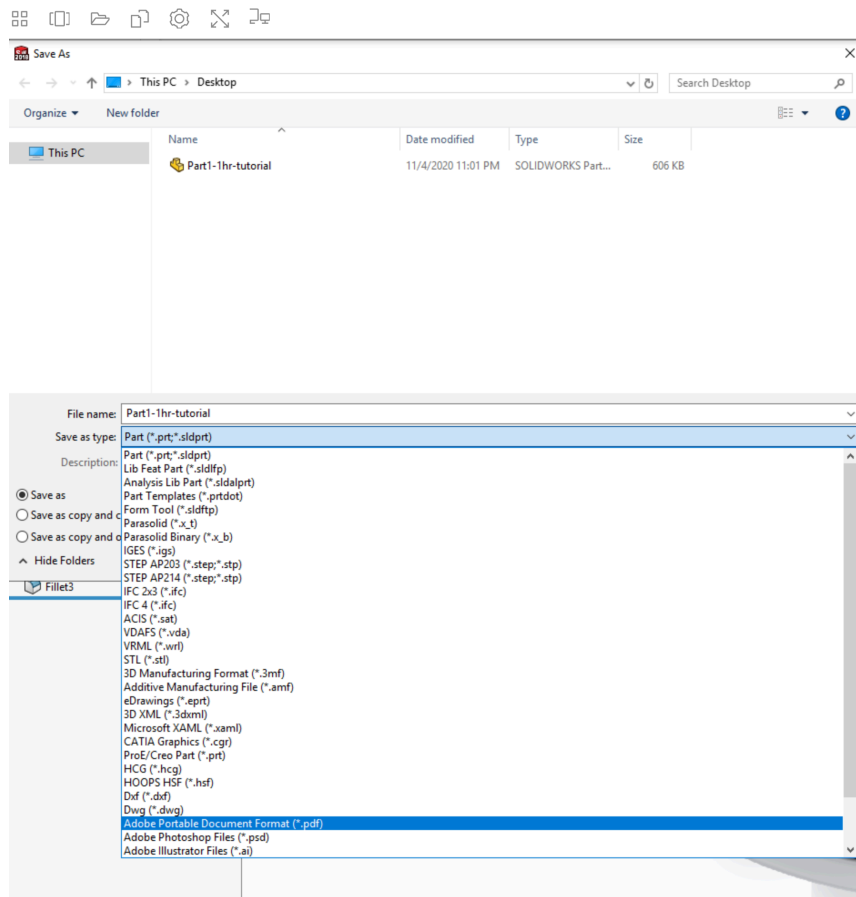 2018 Save As
This PC > Desktop
Search Desktop
Organize
New folder
?
Name
Date modified
Type
Size
This PC
Part1-1hr-tutorial
11/4/2020 11:01 PM
SOLIDWORKS Part...
606 KB
File name: Part1-1hr-tutorial
Save as type: Part (*.prt;*.sldprt)
Description:
Part (*.prt;*.sldprt)
Lib Feat Part (*.sldlfp)
Analysis Lib Part (*.sldalprt)
Part Templates (*.prtdot)
Form Tool (*.sldftp)
Parasolid (*.x_t)
Parasolid Binary (*.x_b)
IGES (*.igs)
STEP AP203 (*.step;*.stp)
STEP AP214 (*.step;*.stp)
IFC 2x3 (*.ifc)
IFC 4 (*.ifc)
ACIS (*.sat)
VDAFS (*.vda)
VRML (*.wrl)
STL (*.stl)
3D Manufacturing Format (*.3mf)
Additive Manufacturing File (*.amf)
eDrawings (*.eprt)
3D XML (*.3dxml)
Microsoft XAML (*.xaml)
CATIA Graphics (*.cgr)
ProE/Creo Part (*.prt)
HCG (*.hcg)
HOOPS HSF (*.hsf)
Dxf (*.dxf)
Dwg (*.dwg)
Adobe Portable Document Format (*.pdf)
Adobe Photoshop Files (*.psd)
Adobe Illustrator Files (*.ai)
Save as
Save as copy and c
Save as copy and o
Hide Folders
Fillet3